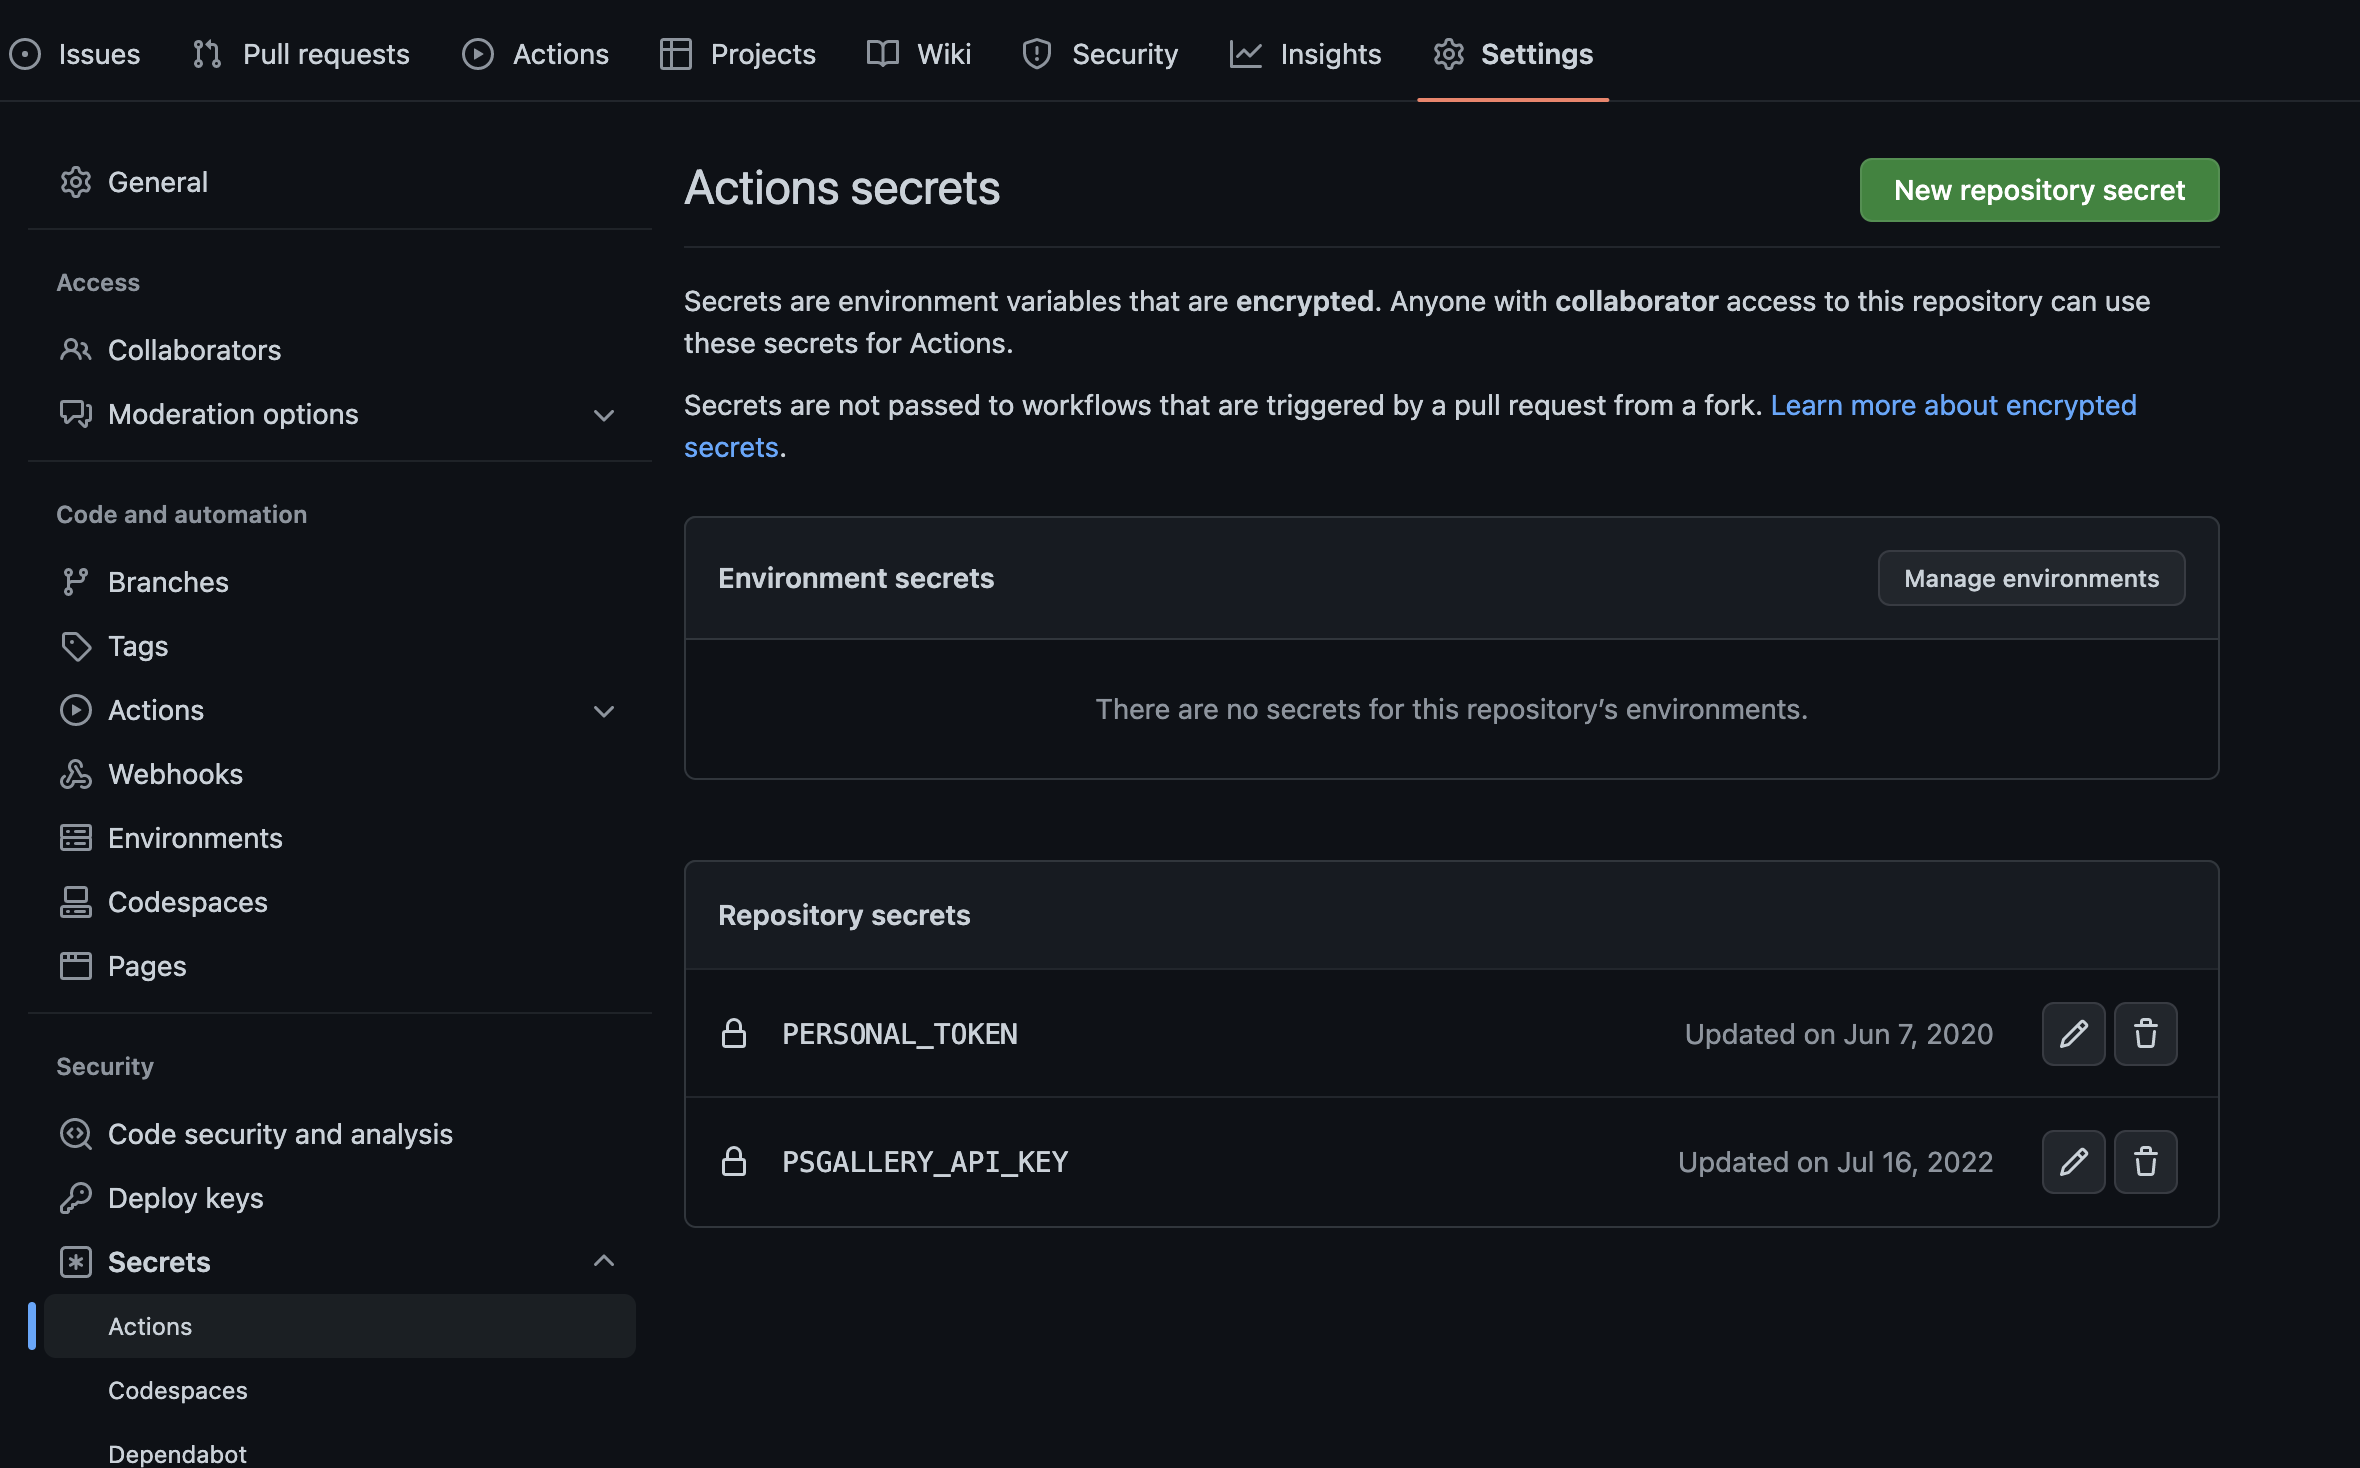 Issues
Pull requests
Actions
Projects
Wiki
Security
Insights
Settings
General
Access
Collaborators
Moderation options
Code and automation
Branches
Tags
Actions
Webhooks
Environments
Codespaces
Pages
Security
Code security and analysis
Deploy keys
Secrets
Actions
Codespaces
Dependabot
Actions secrets
New repository secret
Secrets are environment variables that are encrypted. Anyone with collaborator access to this repository can use
these secrets for Actions.
Secrets are not passed to workflows that are triggered by a pull request from a fork. Learn more about encrypted
secrets.
Environment secrets
Manage environments
There are no secrets for this repository’s environments.
Repository secrets
PERSONAL_TOKEN
Updated on Jun 7, 2020
PSGALLERY_API_KEY
Updated on Jul 16, 2022